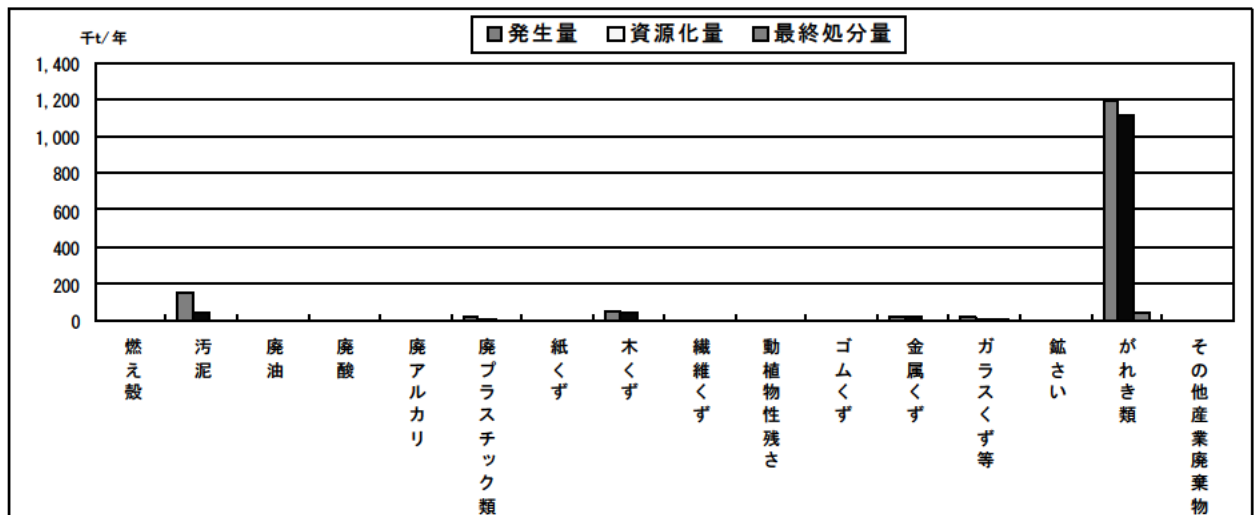 千t/年
■発生量 □資源化量 ■最終処分量
1,400
1,200
1,000
800
600
400
200
0
燃え殻
汚泥
廃油
廃酸
廃アルカリ
廃プラスチック類
紙くず
木くず
繊維くず
動植物性残さ
ゴムくず
金属くず
ガラスくず等
鉱さい
がれき類
その他産業廃棄物